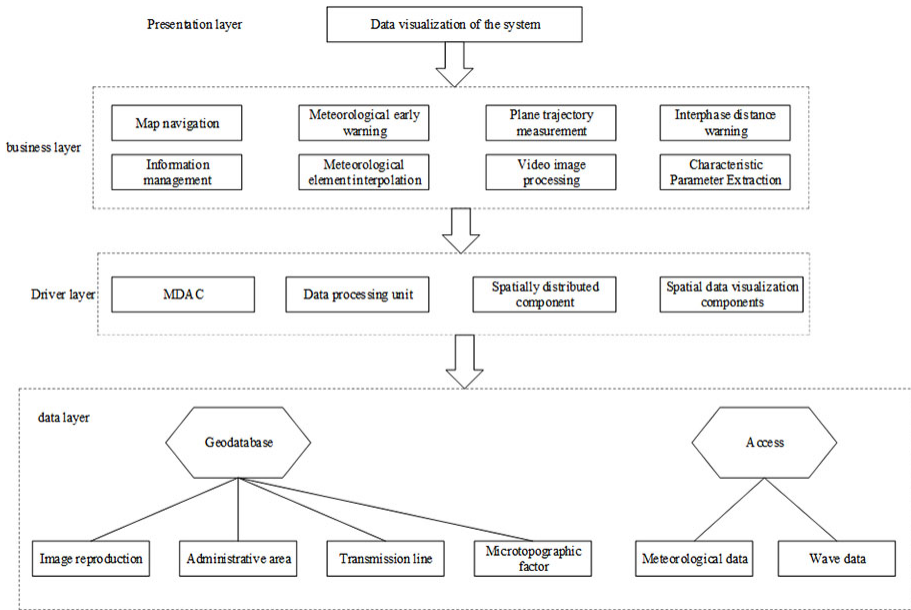 Presentation layer
Data visualization of the system
business layer
Map navigation
Meteorological early
warning
Plane trajectory
measurement
Interphase distance
warning
Information
management
Meteorological
element interpolation
Video image
processing
Characteristic
Parameter Extraction
Driver layer
MDAC
Data processing unit
Spatially distributed
component
Spatial data visualization
components
data layer
Geodatabase
Access
Image reproduction
Administrative area
Transmission line
Microtopographic
factor
Meteorological data
Wave data